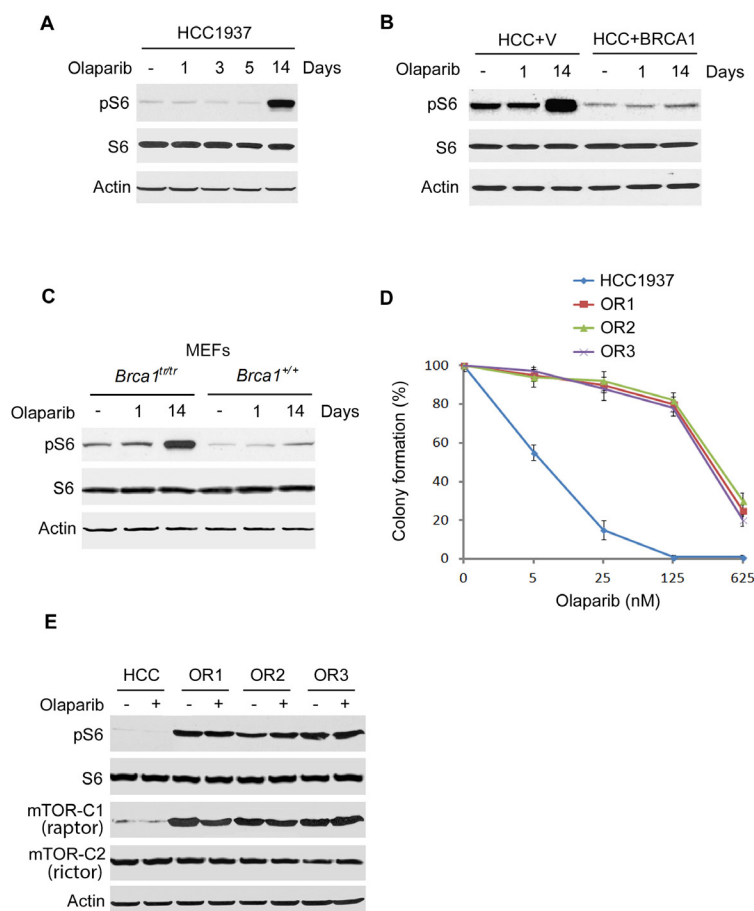 A
HCC1937
Olaparib - 1 3 5 14 Days
pS6
S6
Actin
B
HCC+V HCC+BRCA1
Olaparib - 1 14 - 1 14 Days
pS6
S6
Actin
C
MEFs
Brca1tr/tr Brca1+/+
Olaparib - 1 14 - 1 14 Days
pS6
S6
Actin
D
HCC1937
OR1
OR2
OR3
Colony formation (%)
100
80
60
40
20
0
0 5 25 125 625
Olaparib (nM)
E
HCC OR1 OR2 OR3
Olaparib - + - + - + - +
pS6
S6
mTOR-C1
(raptor)
mTOR-C2
(rictor)
Actin